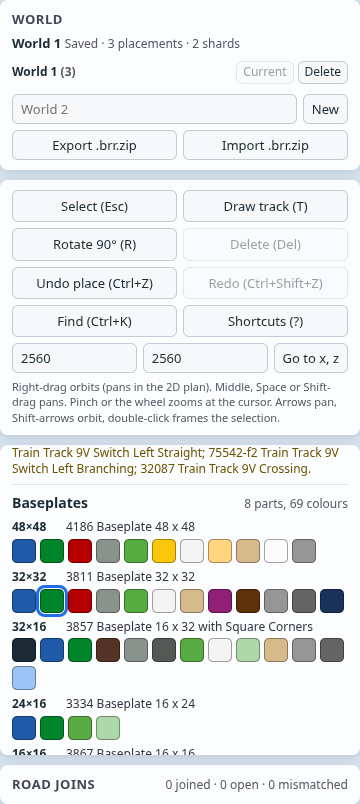 WORLD
World 1 Saved · 3 placements · 2 shards
World 1 (3) Current Delete
World 2 New
Export .brr.zip Import .brr.zip
Select (Esc) Draw track (T)
Rotate 90° (R) Delete (Del)
Undo place (Ctrl+Z) Redo (Ctrl+Shift+Z)
Find (Ctrl+K) Shortcuts (?)
2560 2560 Go to x, z
Right-drag orbits (pans in the 2D plan). Middle, Space or Shift-
drag pans. Pinch or the wheel zooms at the cursor. Arrows pan,
Shift-arrows orbit, double-click frames the selection.
Train Track 9V Switch Left Straight; 75542-f2 Train Track 9V
Switch Left Branching; 32087 Train Track 9V Crossing.
Baseplates 8 parts, 69 colours
48×48 4186 Baseplate 48 x 48
32×32 3811 Baseplate 32 x 32
32×16 3857 Baseplate 16 x 32 with Square Corners
24×16 3334 Baseplate 16 x 24
16×16 3867 Baseplate 16 x 16
ROAD JOINS 0 joined · 0 open · 0 mismatched